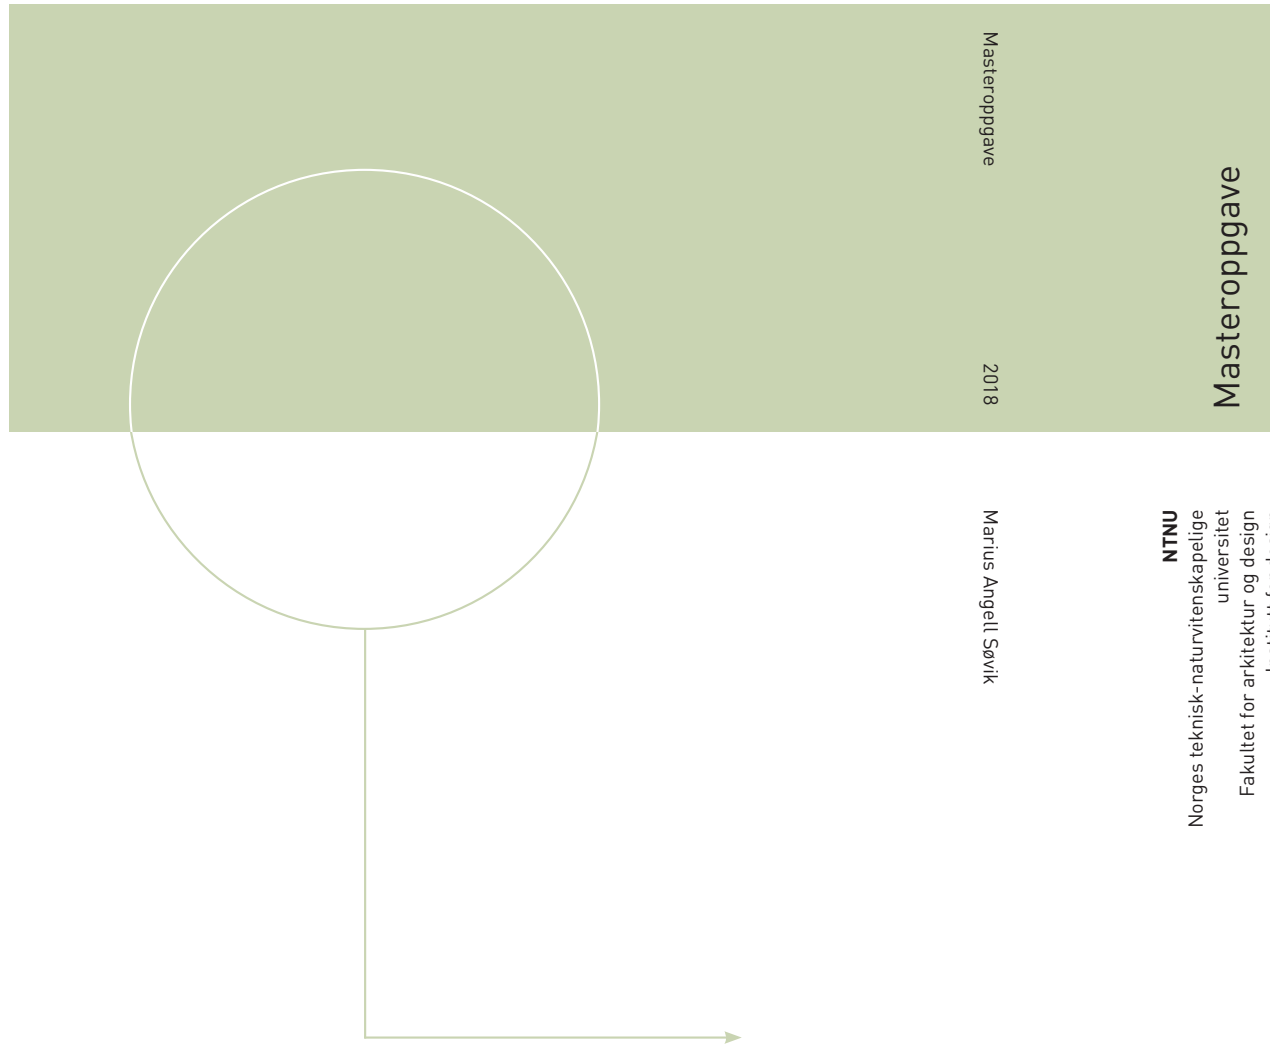 Masteroppgave
2018
Marius Angell Søvik
Masteroppgave
NTNU
Norges teknisk-naturvitenskapelige
universitet
Fakultet for arkitektur og design